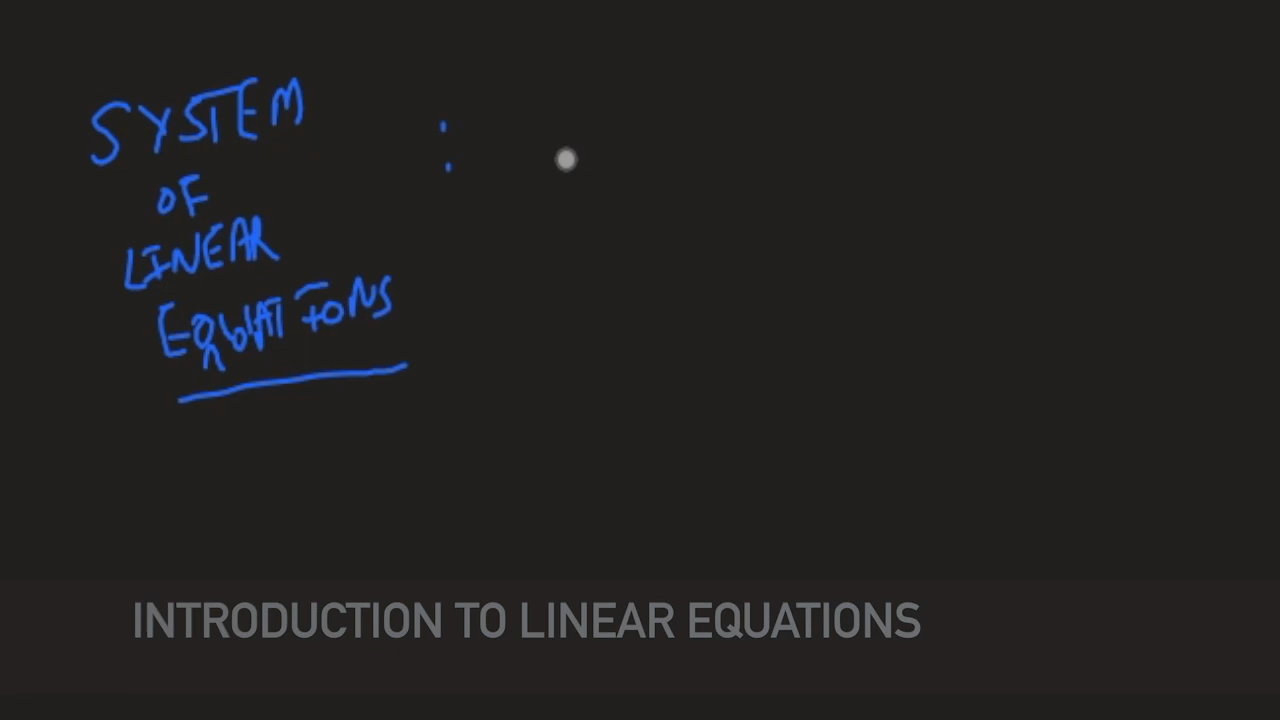 SYSTEM :
OF
LINEAR
EQUATIONS
INTRODUCTION TO LINEAR EQUATIONS